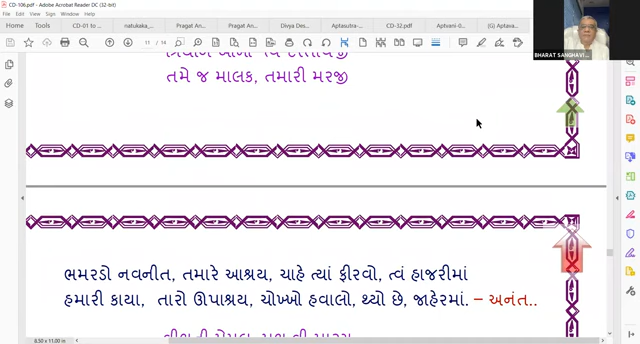 CD-106.pdf - Adobe Acrobat Reader DC (32-bit)
File Edit View Sign Window Help
Home Tools CD-01 to ... natukaka_ Pragat An... Pragat An... Divya Des... Aptasutra-... CD-32.pdf Aptvani-0... (G) Aptava...
11 / 14
BHARAT SANGHAVI ...
તમે જ માલક, તમારી મરજી
ભમરડો નવનીત, તમારે આશ્રય, ચાહે ત્યાં ફીરવો, ત્વં હાજરીમાં
હમારી કાયા, તારો ઊપાશ્રય, ચોખ્ખો હવાલો, થ્યો છે, જાહેરમાં. – અનંત..
8.50 x 11.00 in